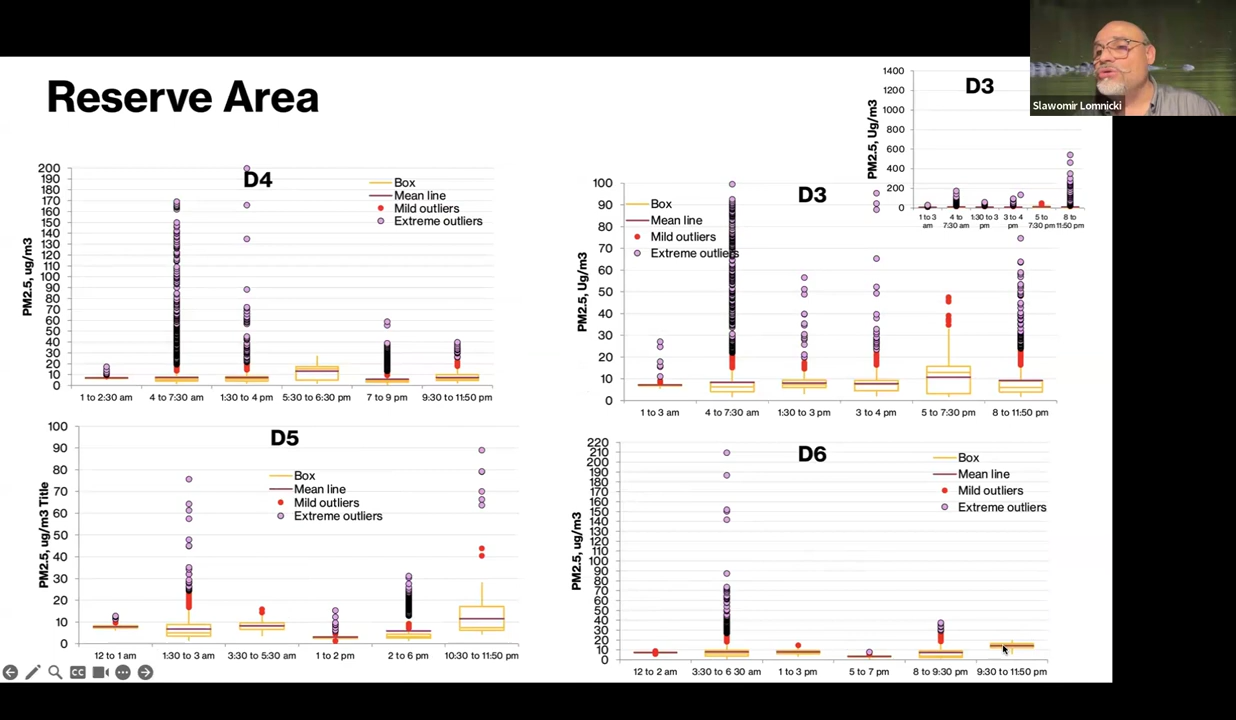 Reserve Area
Slawomir Lomnicki
D3
PM2.5, Ug/m3
1400
1200
1000
800
600
400
200
0
1 to 3 am
4 to 7:30 am
1:30 to 3 pm
3 to 4 pm
5 to 7:30 pm
8 to 11:50 pm
D4
PM2.5, ug/m3
200
190
180
170
160
150
140
130
120
110
100
90
80
70
60
50
40
30
20
10
0
Box
Mean line
Mild outliers
Extreme outliers
1 to 2:30 am
4 to 7:30 am
1:30 to 4 pm
5:30 to 6:30 pm
7 to 9 pm
9:30 to 11:50 pm
D3
PM2.5, Ug/m3
100
90
80
70
60
50
40
30
20
10
0
Box
Mean line
Mild outliers
Extreme outliers
1 to 3 am
4 to 7:30 am
1:30 to 3 pm
3 to 4 pm
5 to 7:30 pm
8 to 11:50 pm
D5
PM2.5, ug/m3 Title
100
90
80
70
60
50
40
30
20
10
0
Box
Mean line
Mild outliers
Extreme outliers
12 to 1 am
1:30 to 3 am
3:30 to 5:30 am
1 to 2 pm
2 to 6 pm
10:30 to 11:50 pm
D6
PM2.5, ug/m3
220
210
200
190
180
170
160
150
140
130
120
110
100
90
80
70
60
50
40
30
20
10
0
Box
Mean line
Mild outliers
Extreme outliers
12 to 2 am
3:30 to 6 30 am
1 to 3 pm
5 to 7 pm
8 to 9:30 pm
9:30 to 11:50 pm
CC